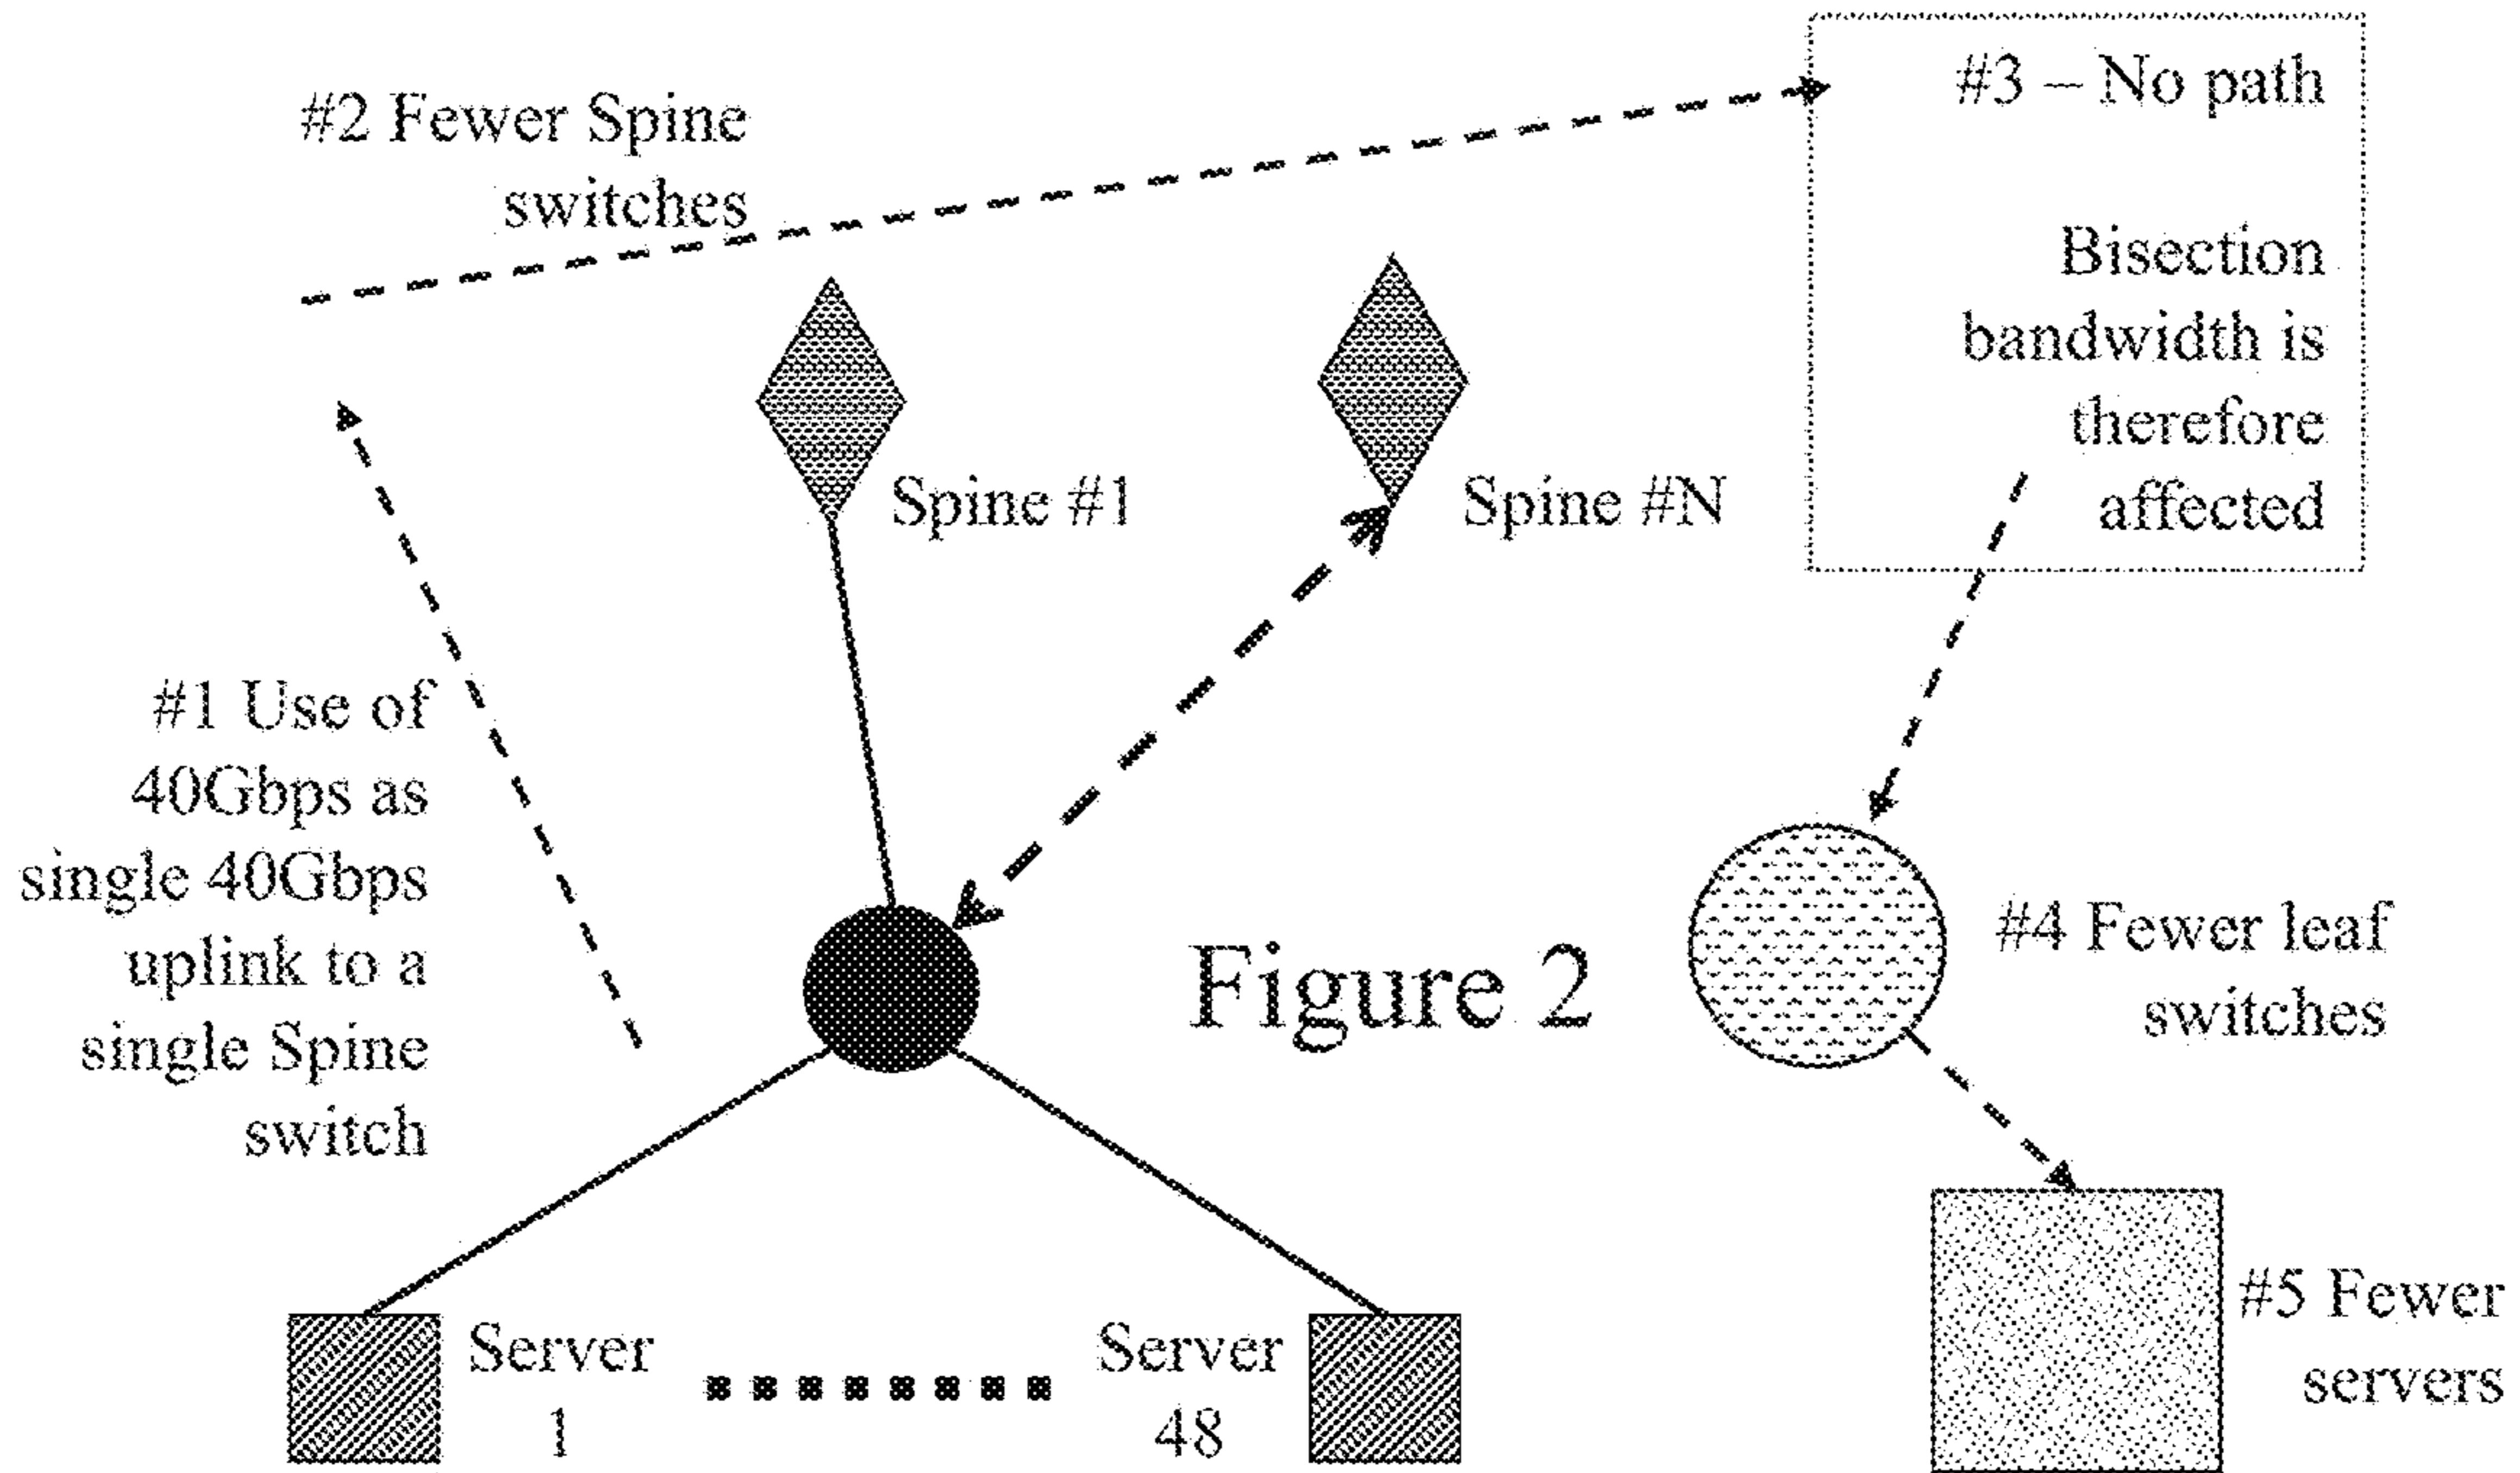 #2 Fewer Spine
switches
#3 – No path
Bisection
bandwidth is
therefore
affected
Spine #1
Spine #N
#1 Use of
40Gbps as
single 40Gbps
uplink to a
single Spine
switch
Figure 2
#4 Fewer leaf
switches
Server
1
Server
48
#5 Fewer
servers